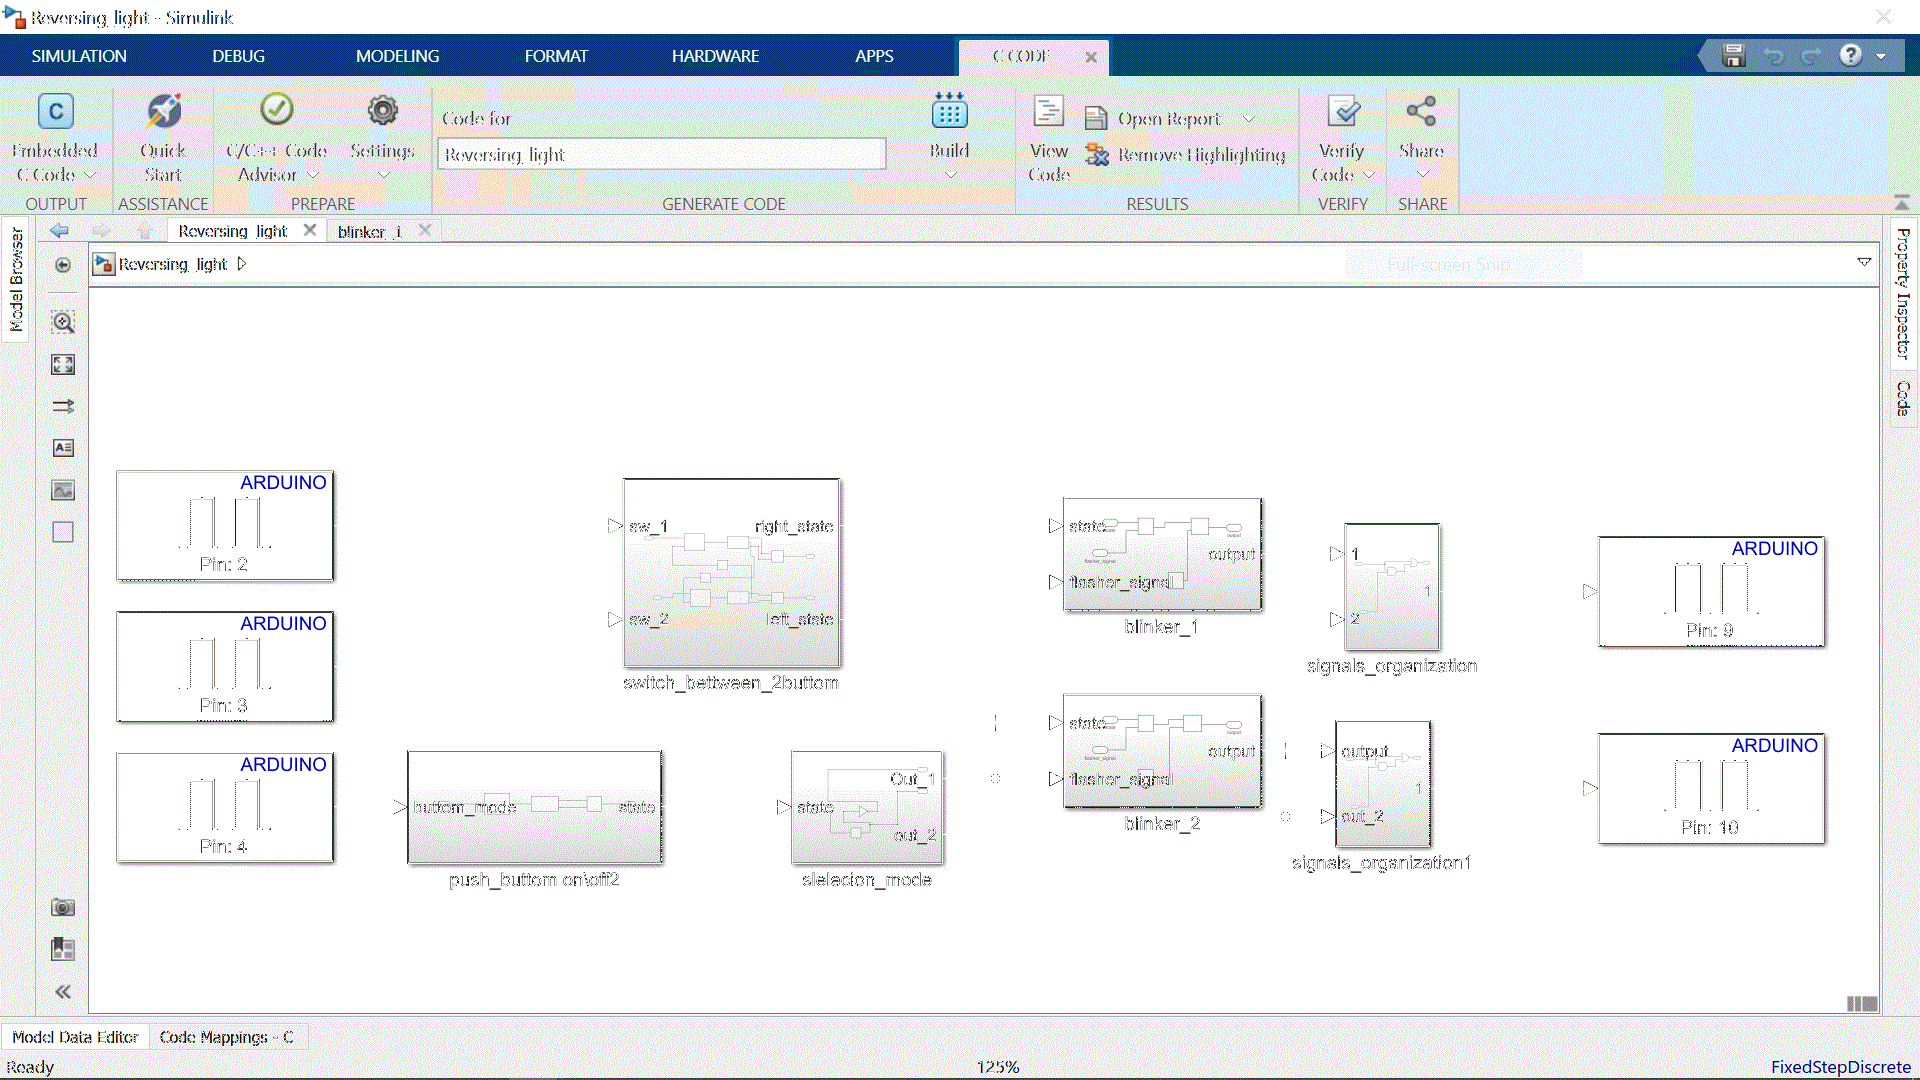 Reversing_light - Simulink
SIMULATION DEBUG MODELING FORMAT HARDWARE APPS C CODE
Embedded C Code
Quick Start
C/C++ Code Advisor
Settings
Code for
Reversing_light
Build
View Code
Open Report
Remove Highlighting
Verify Code
Share
OUTPUT ASSISTANCE PREPARE GENERATE CODE RESULTS VERIFY SHARE
Model Browser
Reversing_light
blinker_1
Reversing_light
Full-screen Snip
Property Inspector
Code
ARDUINO
Pin: 2
ARDUINO
Pin: 3
ARDUINO
Pin: 4
sw_1 right_state
sw_2 left_state
switch_bettween_2buttom
buttom_mode state
push_buttom on\off2
state Out_1
out_2
slelecion_mode
state
output
flasher_signal
blinker_1
state
output
flasher_signal
blinker_2
1
1
2
signals_organization
output
1
out_2
signals_organization1
ARDUINO
Pin: 9
ARDUINO
Pin: 10
Model Data Editor Code Mappings - C
Ready 125% FixedStepDiscrete